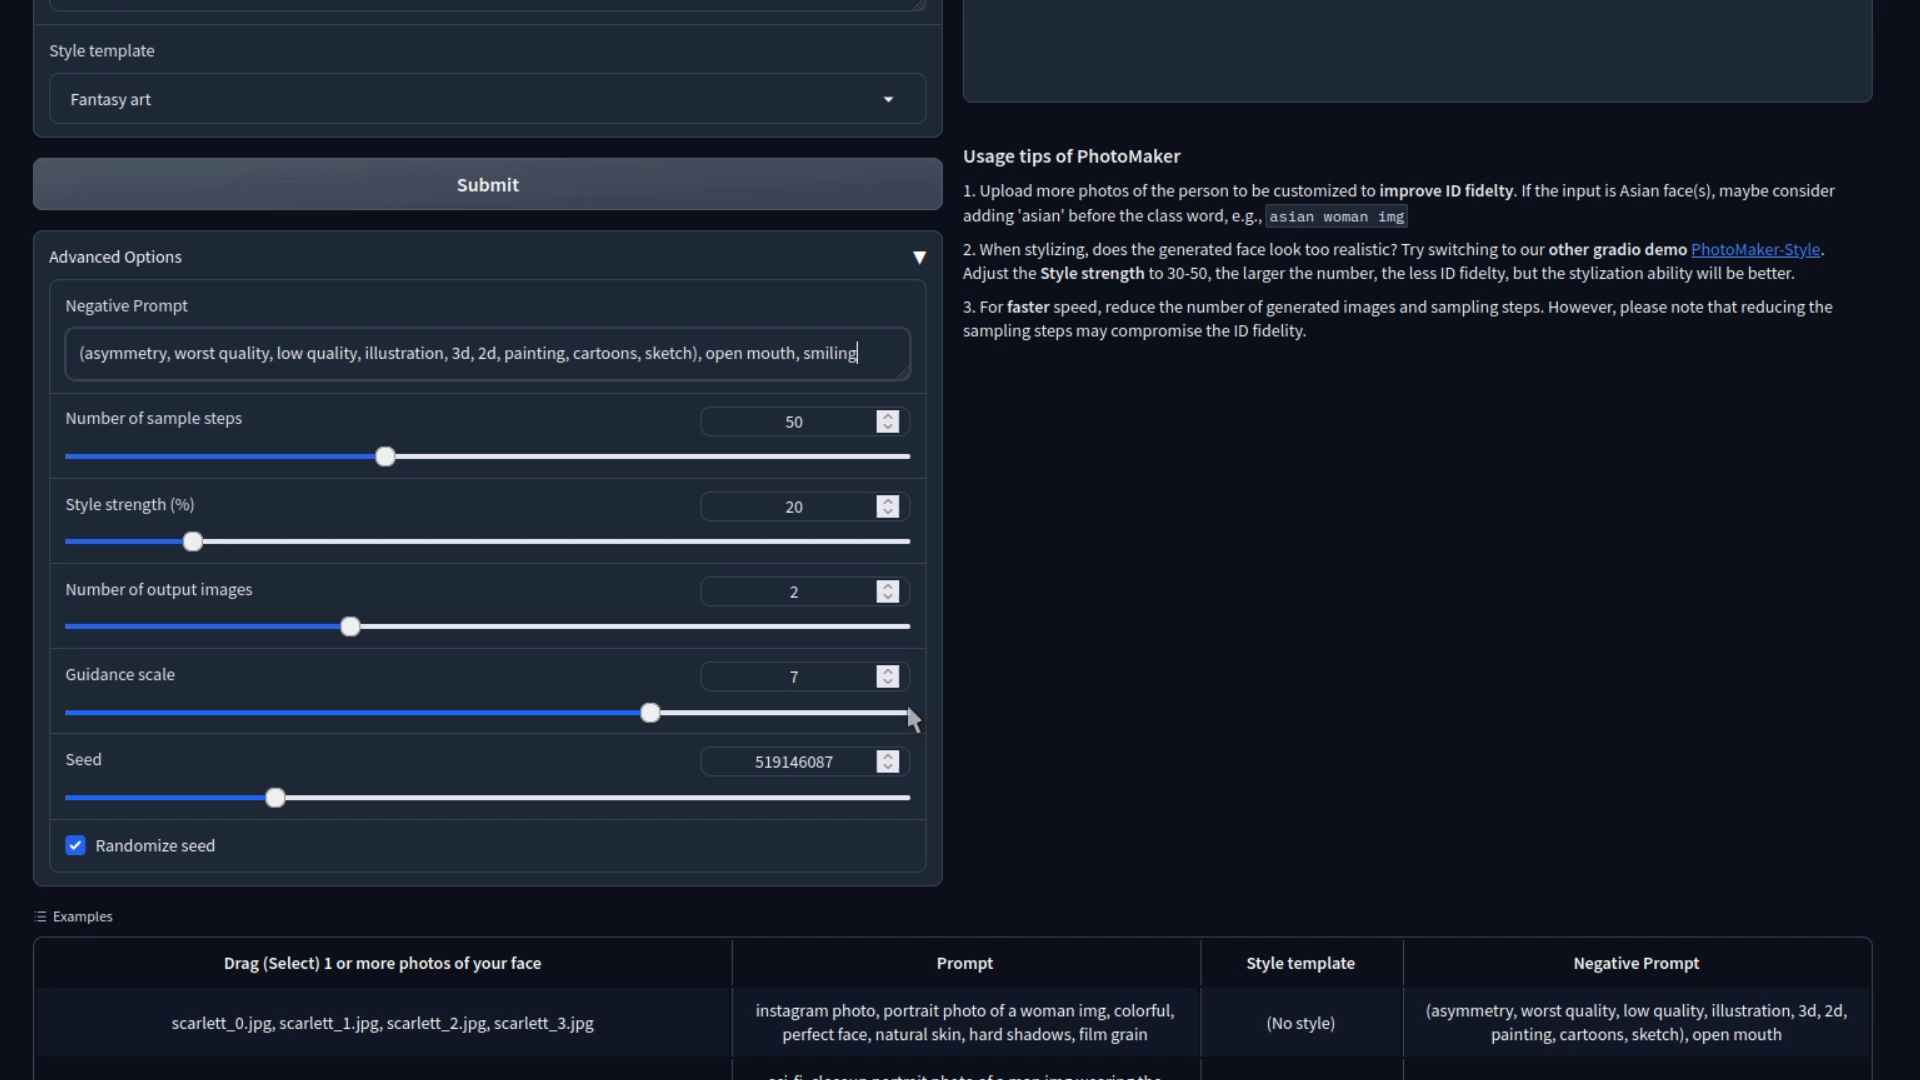 Style template
Fantasy art
Submit
Advanced Options
Negative Prompt
(asymmetry, worst quality, low quality, illustration, 3d, 2d, painting, cartoons, sketch), open mouth, smiling
Number of sample steps
50
Style strength (%)
20
Number of output images
2
Guidance scale
7
Seed
519146087
Randomize seed
Usage tips of PhotoMaker
1. Upload more photos of the person to be customized to improve ID fidelty. If the input is Asian face(s), maybe consider
adding 'asian' before the class word, e.g., asian woman img
2. When stylizing, does the generated face look too realistic? Try switching to our other gradio demo PhotoMaker-Style.
Adjust the Style strength to 30-50, the larger the number, the less ID fidelty, but the stylization ability will be better.
3. For faster speed, reduce the number of generated images and sampling steps. However, please note that reducing the
sampling steps may compromise the ID fidelity.
Examples
Drag (Select) 1 or more photos of your face
Prompt
Style template
Negative Prompt
scarlett_0.jpg, scarlett_1.jpg, scarlett_2.jpg, scarlett_3.jpg
instagram photo, portrait photo of a woman img, colorful,
perfect face, natural skin, hard shadows, film grain
(No style)
(asymmetry, worst quality, low quality, illustration, 3d, 2d,
painting, cartoons, sketch), open mouth
sci-fi, closeup portrait photo of a man img wearing the